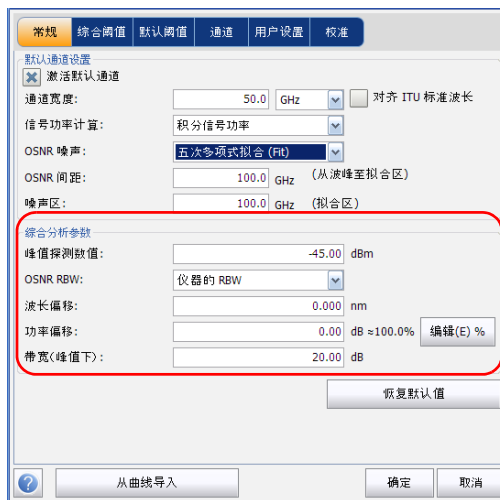 常规 综合阈值 默认阈值 通道 用户设置 校准
默认通道设置
激活默认通道
通道宽度: 50.0 GHz 对齐 ITU 标准波长
信号功率计算: 积分信号功率
OSNR 噪声: 五次多项式拟合 (Fit)
OSNR 间距: 100.0 GHz (从波峰至拟合区)
噪声区: 100.0 GHz (拟合区)
综合分析参数
峰值探测数值: -45.00 dBm
OSNR RBW: 仪器的 RBW
波长偏移: 0.000 nm
功率偏移: 0.00 dB ≈100.0% 编辑(E) %
带宽(峰值下): 20.00 dB
恢复默认值
? 从曲线导入 确定 取消